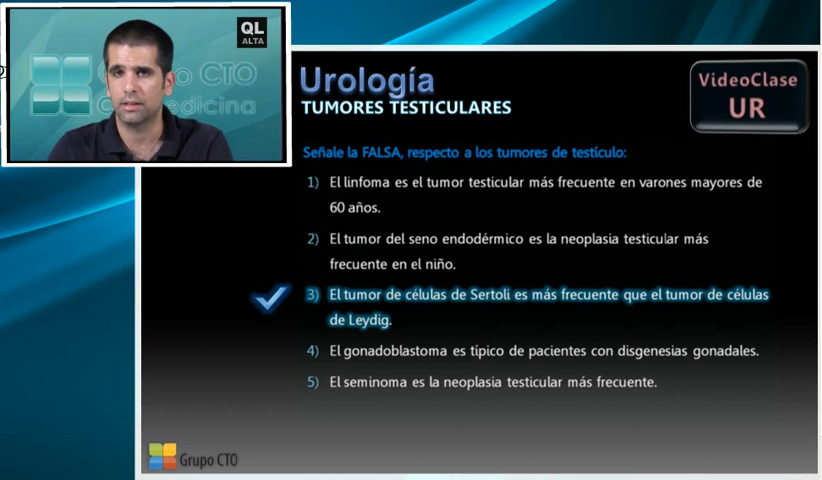 QL
ALTA
Grupo CTO
Urología
TUMORES TESTICULARES
VideoClase
UR
Señale la FALSA, respecto a los tumores de testículo:
1) El linfoma es el tumor testicular más frecuente en varones mayores de
60 años.
2) El tumor del seno endodérmico es la neoplasia testicular más
frecuente en el niño.
3) El tumor de células de Sertoli es más frecuente que el tumor de células
de Leydig.
4) El gonadoblastoma es típico de pacientes con disgenesias gonadales.
5) El seminoma es la neoplasia testicular más frecuente.
Grupo CTO